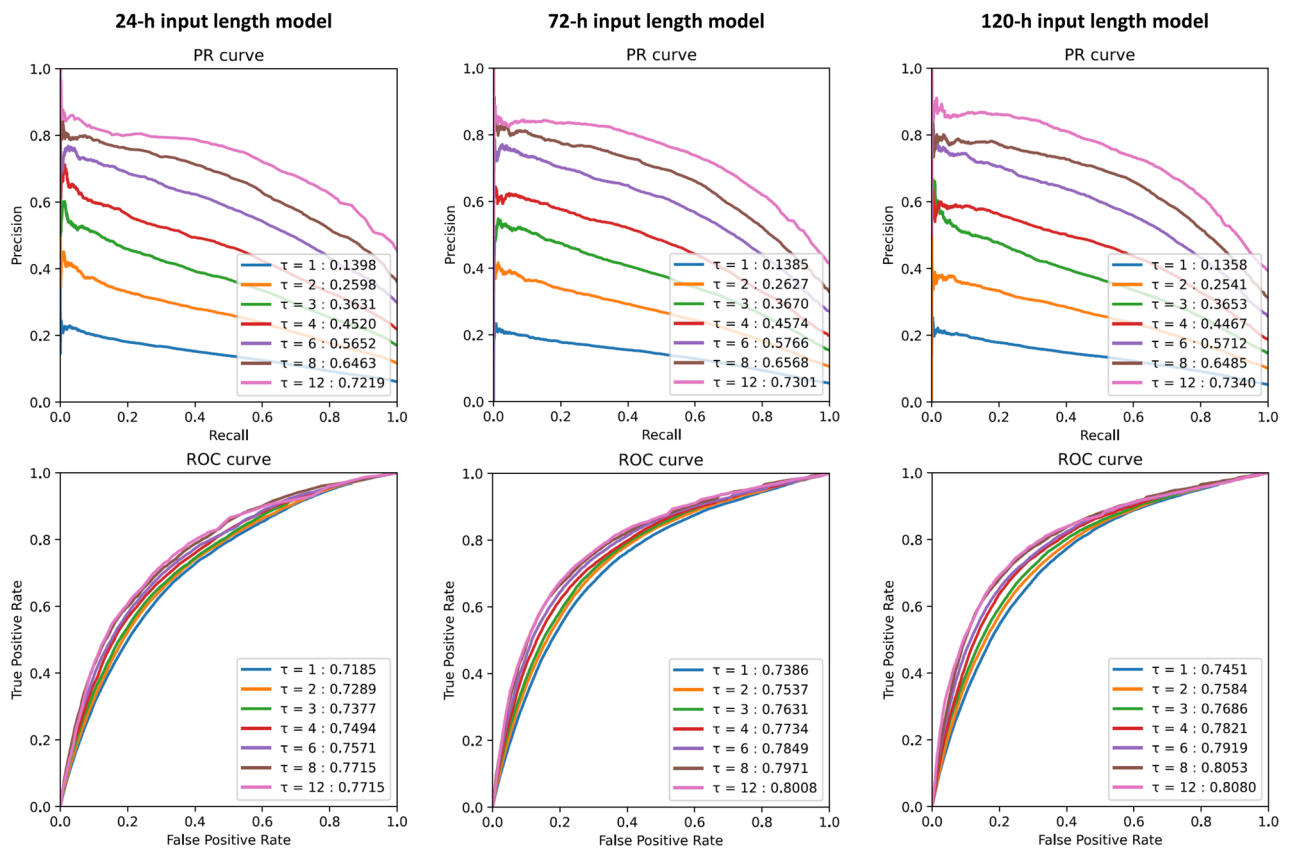 24-h input length model
72-h input length model
120-h input length model
PR curve
1.0
0.8
0.6
0.4
0.2
0.0
Precision
τ = 1 : 0.1398
τ = 2 : 0.2598
τ = 3 : 0.3631
τ = 4 : 0.4520
τ = 6 : 0.5652
τ = 8 : 0.6463
τ = 12 : 0.7219
0.0 0.2 0.4 0.6 0.8 1.0
Recall
PR curve
1.0
0.8
0.6
0.4
0.2
0.0
Precision
τ = 1 : 0.1385
τ = 2 : 0.2627
τ = 3 : 0.3670
τ = 4 : 0.4574
τ = 6 : 0.5766
τ = 8 : 0.6568
τ = 12 : 0.7301
0.0 0.2 0.4 0.6 0.8 1.0
Recall
PR curve
1.0
0.8
0.6
0.4
0.2
0.0
Precision
τ = 1 : 0.1358
τ = 2 : 0.2541
τ = 3 : 0.3653
τ = 4 : 0.4467
τ = 6 : 0.5712
τ = 8 : 0.6485
τ = 12 : 0.7340
0.0 0.2 0.4 0.6 0.8 1.0
Recall
ROC curve
1.0
0.8
0.6
0.4
0.2
0.0
True Positive Rate
τ = 1 : 0.7185
τ = 2 : 0.7289
τ = 3 : 0.7377
τ = 4 : 0.7494
τ = 6 : 0.7571
τ = 8 : 0.7715
τ = 12 : 0.7715
0.0 0.2 0.4 0.6 0.8 1.0
False Positive Rate
ROC curve
1.0
0.8
0.6
0.4
0.2
0.0
True Positive Rate
τ = 1 : 0.7386
τ = 2 : 0.7537
τ = 3 : 0.7631
τ = 4 : 0.7734
τ = 6 : 0.7849
τ = 8 : 0.7971
τ = 12 : 0.8008
0.0 0.2 0.4 0.6 0.8 1.0
False Positive Rate
ROC curve
1.0
0.8
0.6
0.4
0.2
0.0
True Positive Rate
τ = 1 : 0.7451
τ = 2 : 0.7584
τ = 3 : 0.7686
τ = 4 : 0.7821
τ = 6 : 0.7919
τ = 8 : 0.8053
τ = 12 : 0.8080
0.0 0.2 0.4 0.6 0.8 1.0
False Positive Rate